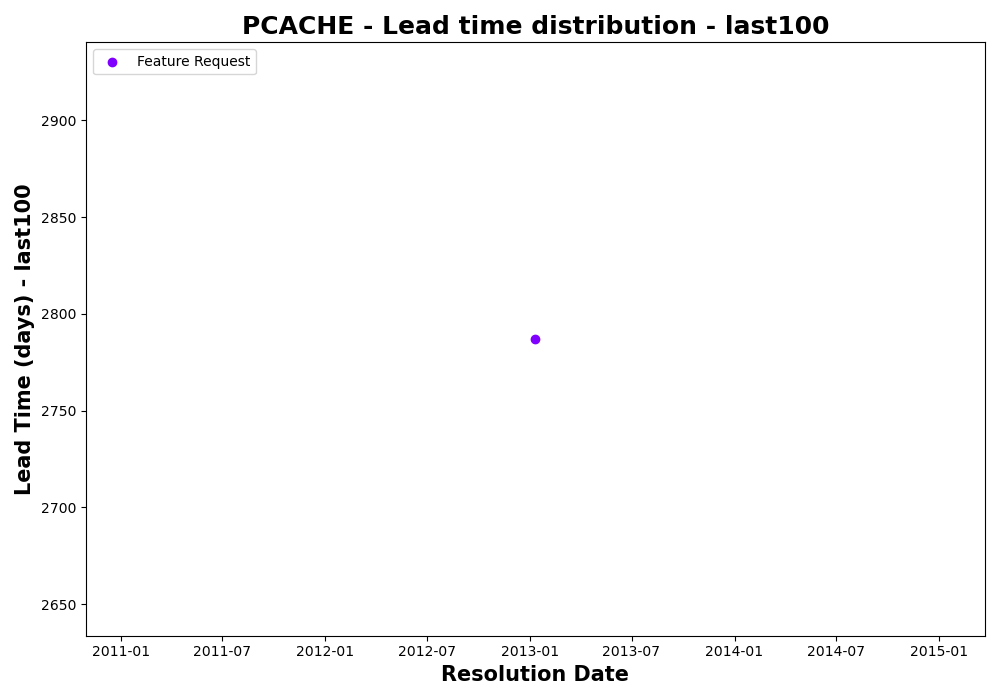 PCACHE - Lead time distribution - last100
Feature Request
Lead Time (days) - last100
2900
2850
2800
2750
2700
2650
2011-01 2011-07 2012-01 2012-07 2013-01 2013-07 2014-01 2014-07 2015-01
Resolution Date